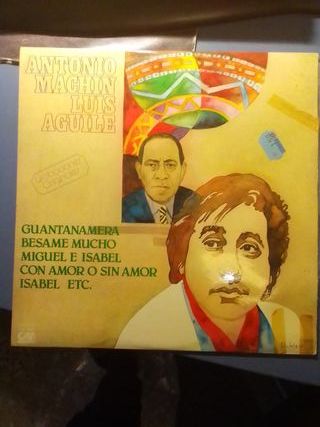 ANTONIO
MACHIN
LUIS
AGUILE
GUANTANAMERA
BESAME MUCHO
MIGUEL E ISABEL
CON AMOR O SIN AMOR
ISABEL ETC.